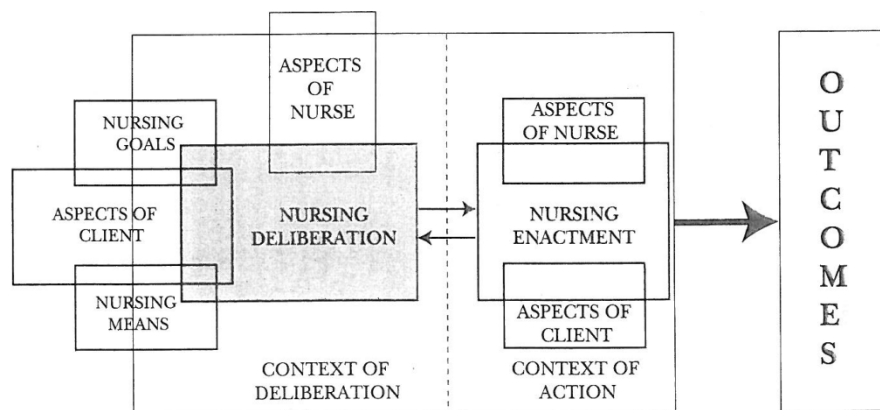 ASPECTS
OF
NURSE
NURSING
GOALS
ASPECTS OF
CLIENT
NURSING
MEANS
NURSING
DELIBERATION
ASPECTS
OF NURSE
NURSING
ENACTMENT
ASPECTS OF
CLIENT
CONTEXT OF
DELIBERATION
CONTEXT OF
ACTION
OUTCOMES